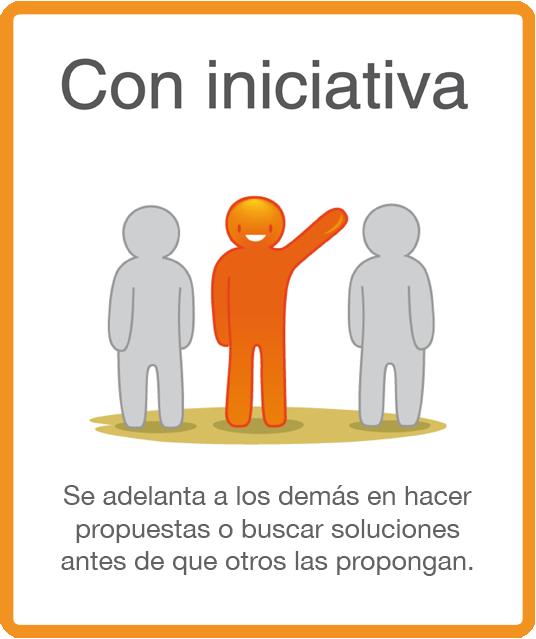 Con iniciativa
Se adelanta a los demás en hacer
propuestas o buscar soluciones
antes de que otros las propongan.